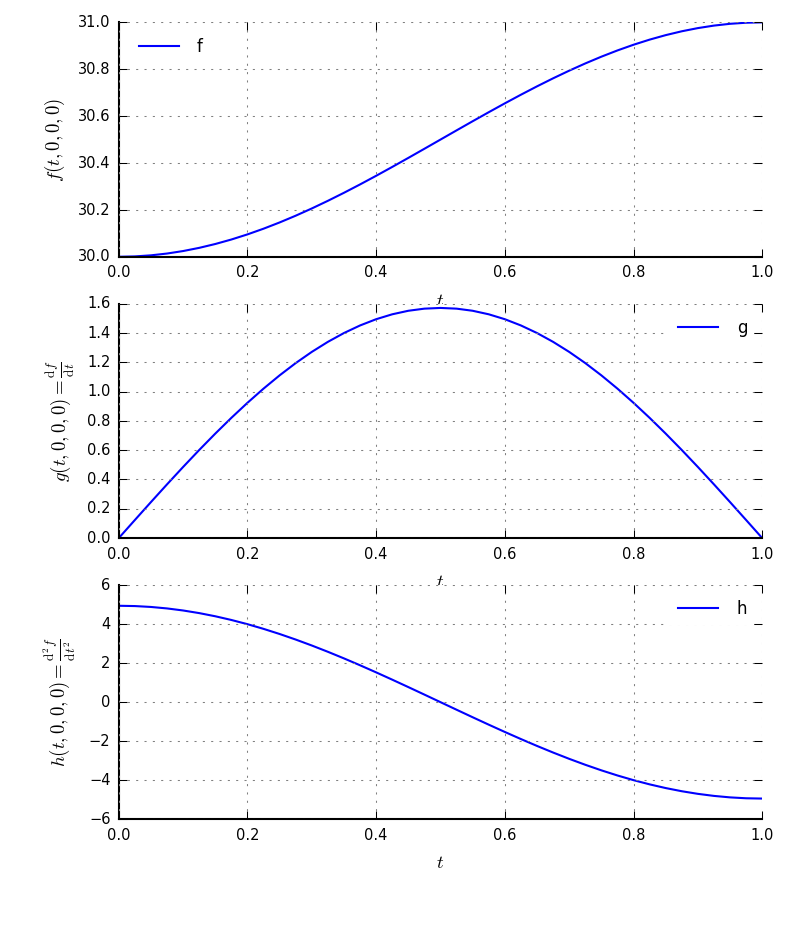 31.0
30.8
30.6
30.4
30.2
30.0
f(t, 0, 0, 0)
f
0.0 0.2 0.4 0.6 0.8 1.0
t
1.6
1.4
1.2
1.0
0.8
0.6
0.4
0.2
0.0
g(t, 0, 0, 0) = df/dt
g
0.0 0.2 0.4 0.6 0.8 1.0
t
6
4
2
0
−2
−4
−6
h(t, 0, 0, 0) = d²f/dt²
h
0.0 0.2 0.4 0.6 0.8 1.0
t